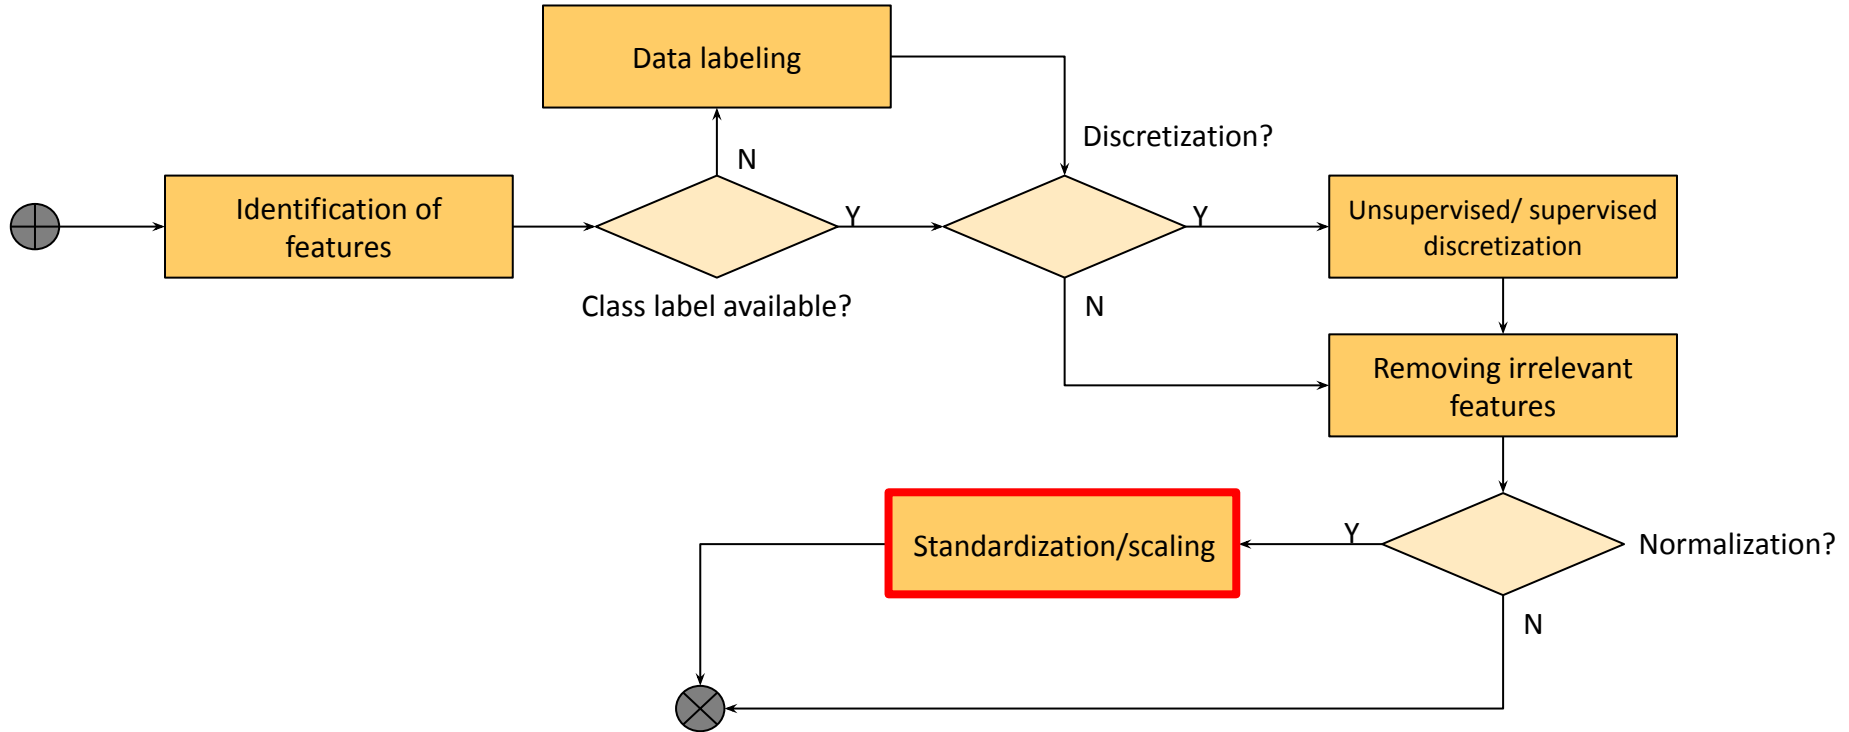 Data labeling
Discretization?
N
Identification of
features
Y
Y
Unsupervised/ supervised
discretization
Class label available?
N
Removing irrelevant
features
Standardization/scaling
Y
Normalization?
N